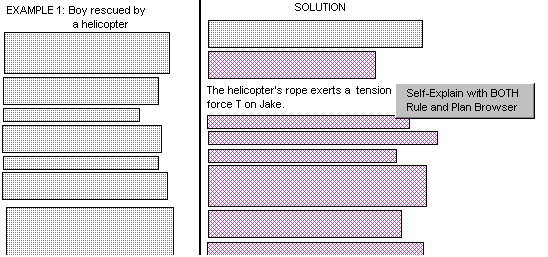 EXAMPLE 1: Boy rescued by
a helicopter
SOLUTION
The helicopter's rope exerts a tension
force T on Jake.
Self-Explain with BOTH
Rule and Plan Browser